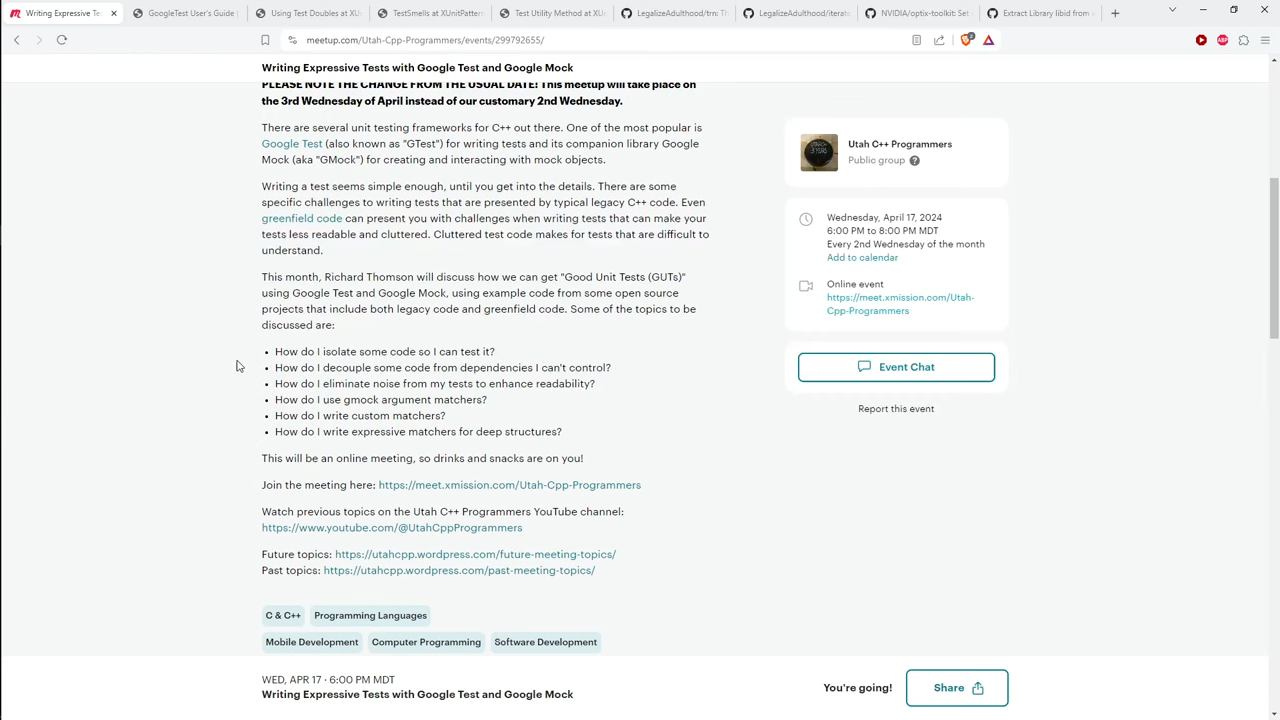 Writing Expressive Te
GoogleTest User's Guide
Using Test Doubles at XU
TestSmells at XUnitPattern
Test Utility Method at XU
LegalizeAdulthood/trn: Th
LegalizeAdulthood/iterate
NVIDIA/optix-toolkit: Set
Extract Library libid from
meetup.com/Utah-Cpp-Programmers/events/299792655/
2
ABP
Writing Expressive Tests with Google Test and Google Mock
PLEASE NOTE THE CHANGE FROM THE USUAL DATE! This meetup will take place on
the 3rd Wednesday of April instead of our customary 2nd Wednesday.
There are several unit testing frameworks for C++ out there. One of the most popular is
Google Test (also known as "GTest") for writing tests and its companion library Google
Mock (aka "GMock") for creating and interacting with mock objects.
Writing a test seems simple enough, until you get into the details. There are some
specific challenges to writing tests that are presented by typical legacy C++ code. Even
greenfield code can present you with challenges when writing tests that can make your
tests less readable and cluttered. Cluttered test code makes for tests that are difficult to
understand.
This month, Richard Thomson will discuss how we can get "Good Unit Tests (GUTs)"
using Google Test and Google Mock, using example code from some open source
projects that include both legacy code and greenfield code. Some of the topics to be
discussed are:
• How do I isolate some code so I can test it?
• How do I decouple some code from dependencies I can't control?
• How do I eliminate noise from my tests to enhance readability?
• How do I use gmock argument matchers?
• How do I write custom matchers?
• How do I write expressive matchers for deep structures?
This will be an online meeting, so drinks and snacks are on you!
Join the meeting here: https://meet.xmission.com/Utah-Cpp-Programmers
Watch previous topics on the Utah C++ Programmers YouTube channel:
https://www.youtube.com/@UtahCppProgrammers
Future topics: https://utahcpp.wordpress.com/future-meeting-topics/
Past topics: https://utahcpp.wordpress.com/past-meeting-topics/
C & C++
Programming Languages
Mobile Development
Computer Programming
Software Development
Utah C++ Programmers
Public group
Wednesday, April 17, 2024
6:00 PM to 8:00 PM MDT
Every 2nd Wednesday of the month
Add to calendar
Online event
https://meet.xmission.com/Utah-
Cpp-Programmers
Event Chat
Report this event
WED, APR 17 · 6:00 PM MDT
Writing Expressive Tests with Google Test and Google Mock
You're going!
Share